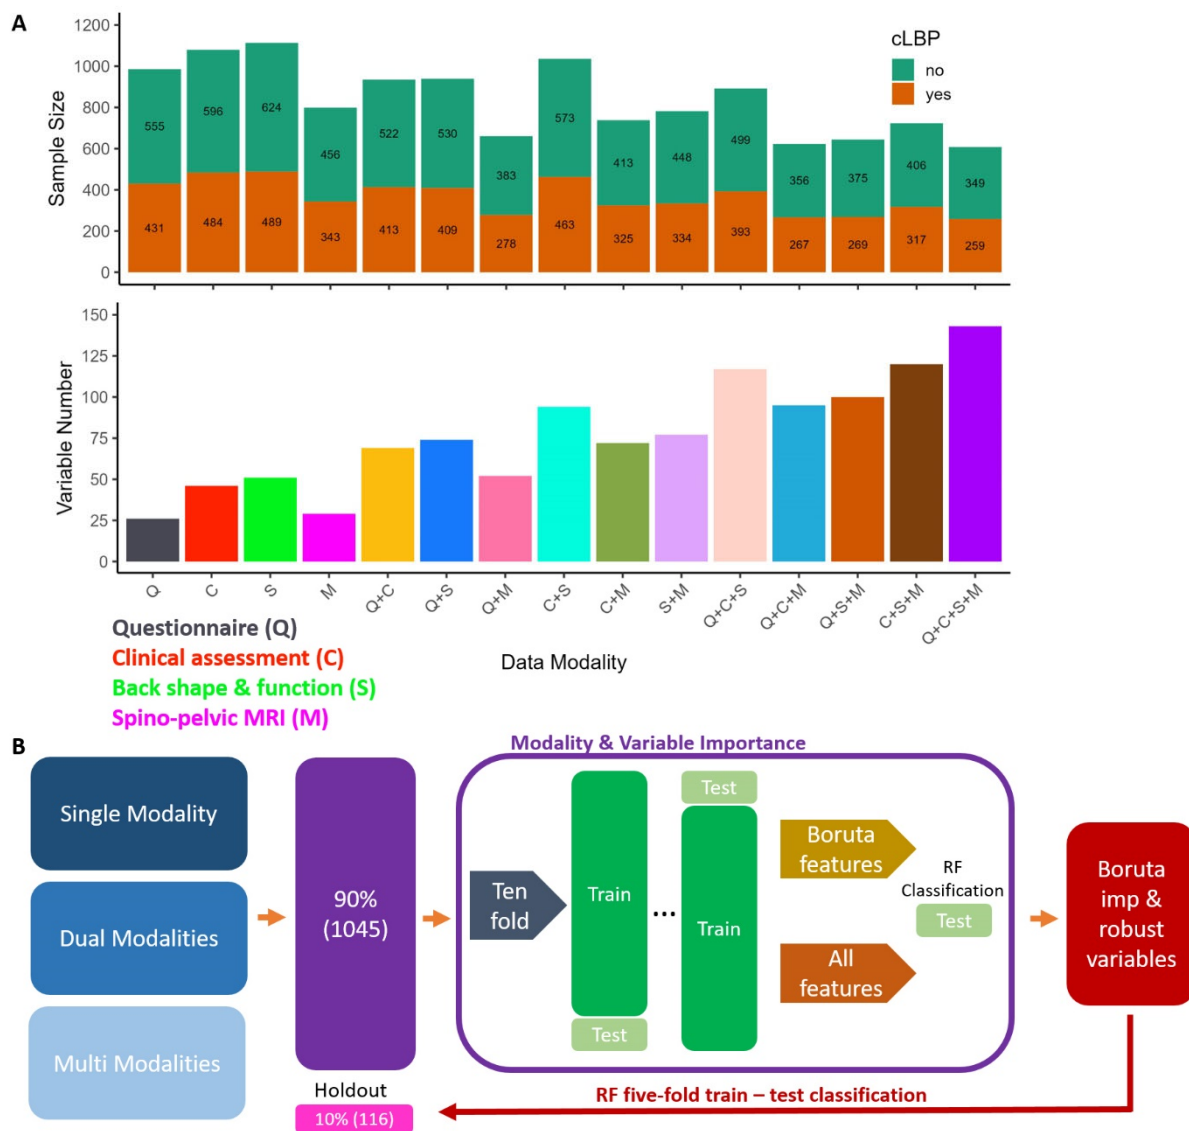 A
1200
1000
800
600
400
200
0
Sample Size
cLBP
no
yes
555
596
624
456
522
530
383
573
413
448
499
356
375
406
349
431
484
489
343
413
409
278
463
325
334
393
267
269
317
259
150
125
100
75
50
25
0
Variable Number
Q
C
S
M
Q+C
Q+S
Q+M
C+S
C+M
S+M
Q+C+S
Q+C+M
Q+S+M
C+S+M
Q+C+S+M
Data Modality
Questionnaire (Q)
Clinical assessment (C)
Back shape & function (S)
Spino-pelvic MRI (M)
B
Modality & Variable Importance
Single Modality
Dual Modalities
Multi Modalities
90%
(1045)
Holdout
10% (116)
Ten
fold
Train
Test
...
Test
Train
Boruta
features
All
features
RF
Classification
Test
Boruta
imp &
robust
variables
RF five-fold train – test classification